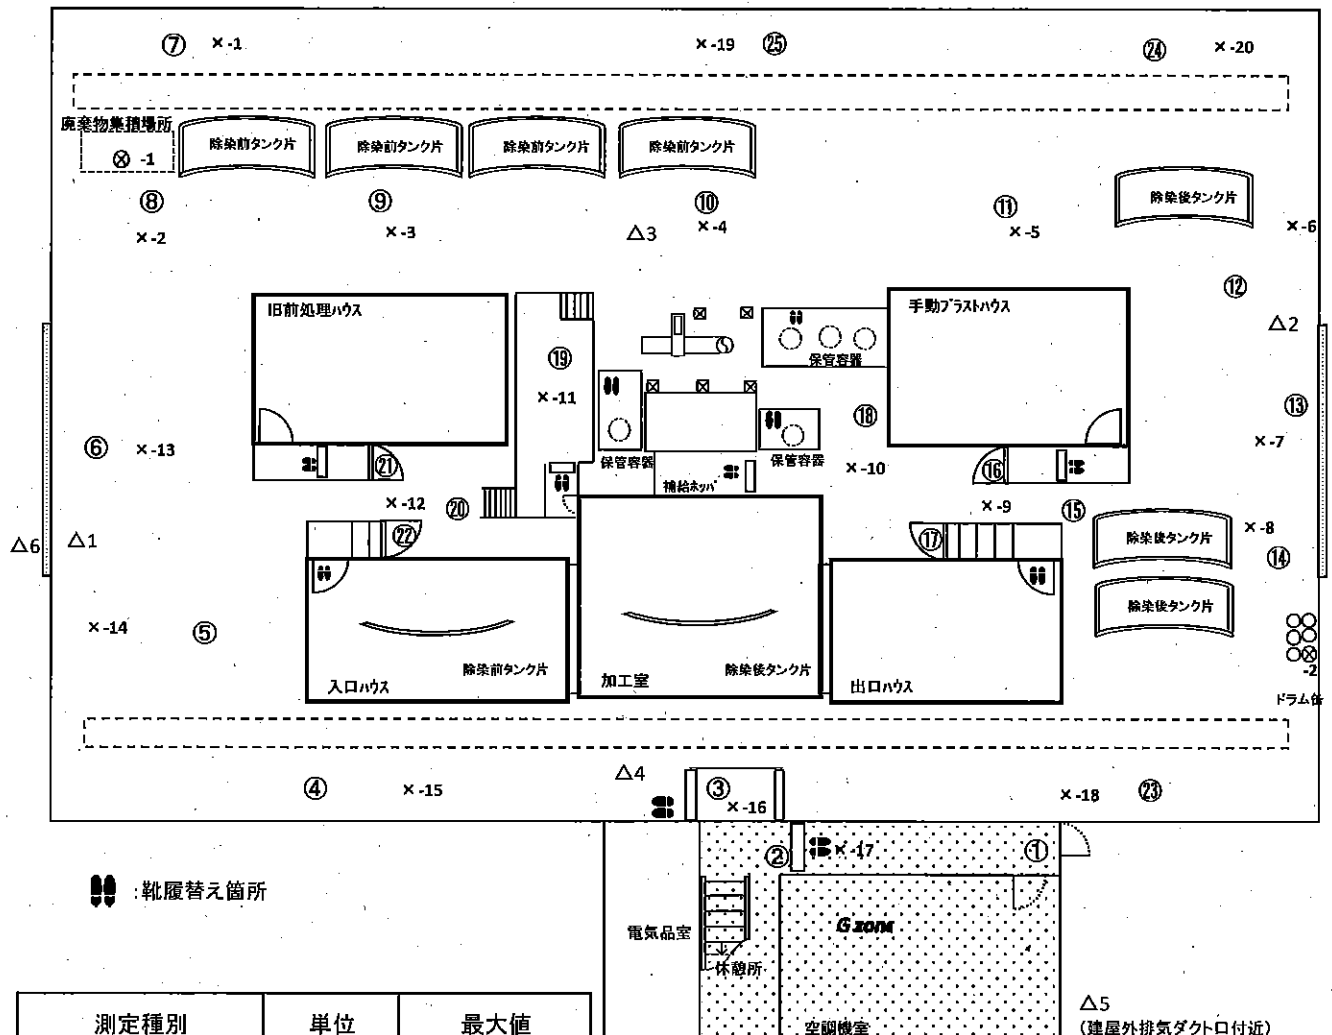 ⑦ ×-1 ×-19 ㉕ ㉔ ×-20
廃棄物集積場所
⊗ -1
除染前タンク片 除染前タンク片 除染前タンク片 除染前タンク片
除染後タンク片
⑧ ⑨ ⑩ ⑪
×-2 ×-3 △3 ×-4 ×-5 ×-6
⑫
旧前処理ハウス
手動ブラストハウス
△2
⑲
保管容器
×-11
⑱
⑬
⑥ ×-13
×-7
㉑
保管容器
保管容器
×-10
⑯
補給ホッパ
×-12 ⑳
×-9 ⑮
㉒
⑰
除染後タンク片
×-8
△6 △1
⑭
除染後タンク片
×-14 ⑤
-2
ドラム缶
除染前タンク片
入口ハウス
加工室
除染後タンク片
出口ハウス
④ ×-15 △4 ③ ×-16 ×-18 ㉓
② ×-17 ①
:靴履替え箇所
電気品室
G zone
休憩所
△5
(建屋外排気ダクト口付近)
空調機室
測定種別 単位 最大値